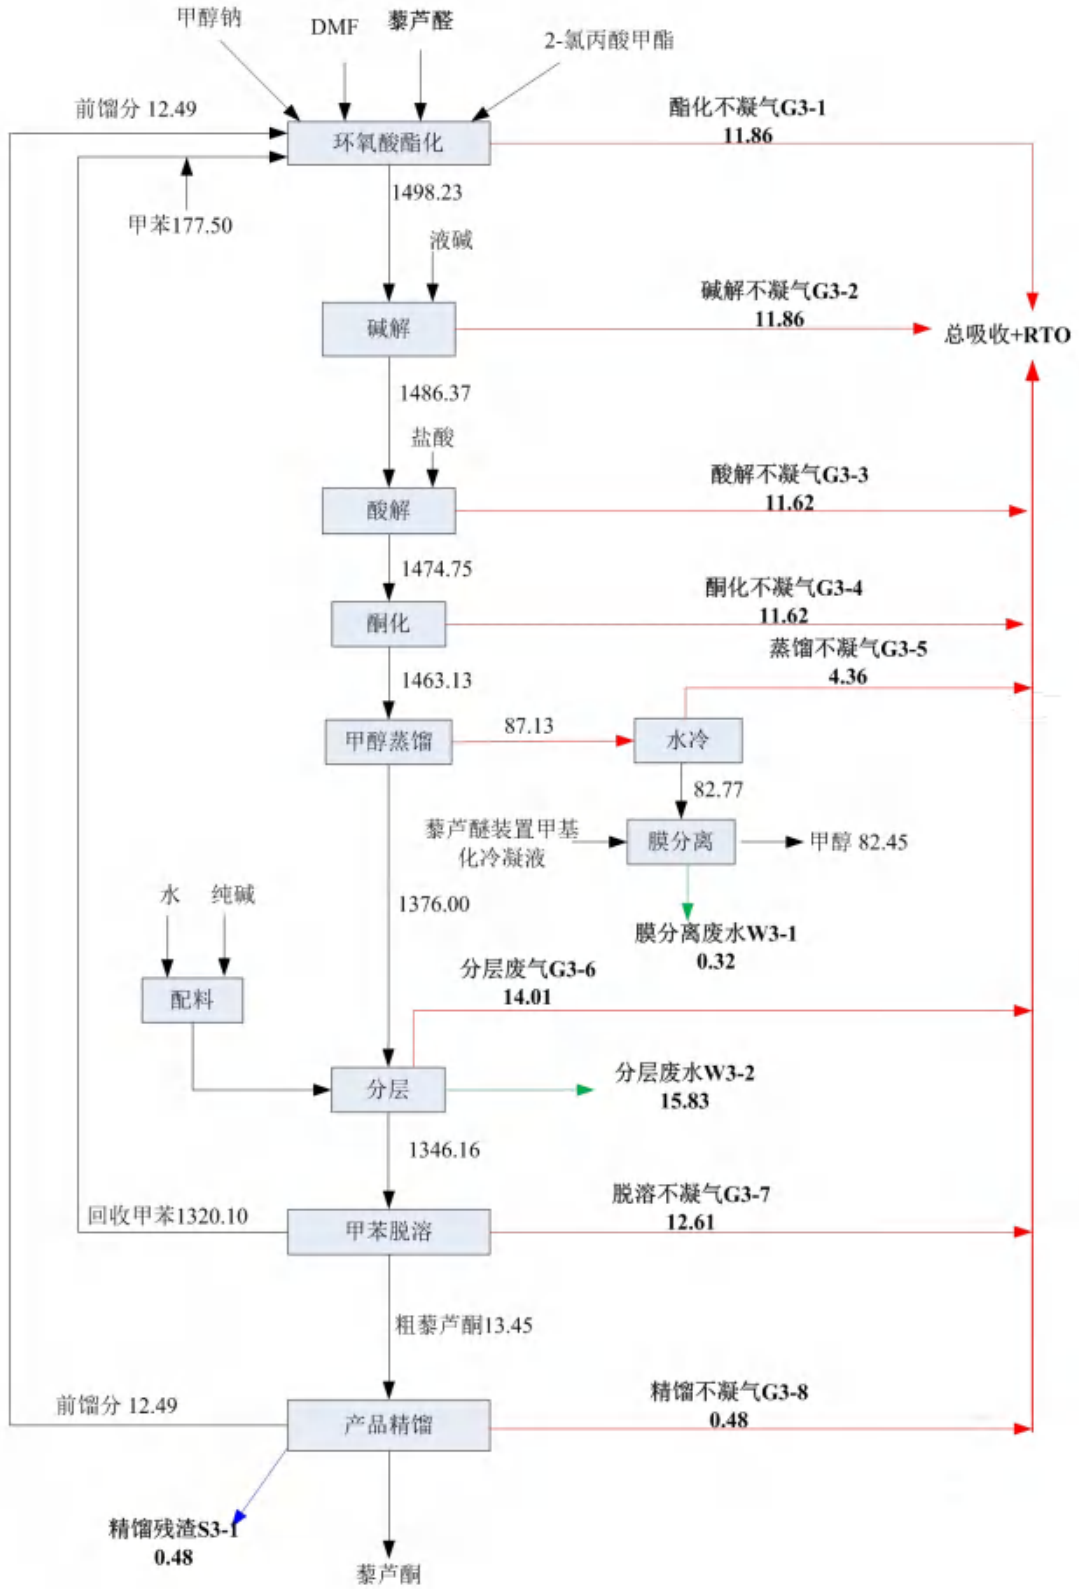 甲醇钠
DMF
藜芦醛
2-氯丙酸甲酯
前馏分 12.49
酯化不凝气G3-1
11.86
环氧酸酯化
甲苯177.50
1498.23
液碱
碱解不凝气G3-2
11.86
碱解
总吸收+RTO
1486.37
盐酸
酸解不凝气G3-3
11.62
酸解
1474.75
酮化不凝气G3-4
11.62
酮化
蒸馏不凝气G3-5
4.36
1463.13
甲醇蒸馏
87.13
水冷
82.77
藜芦醚装置甲基
化冷凝液
膜分离
甲醇 82.45
水
纯碱
1376.00
膜分离废水W3-1
0.32
分层废气G3-6
14.01
配料
分层
分层废水W3-2
15.83
1346.16
脱溶不凝气G3-7
12.61
回收甲苯1320.10
甲苯脱溶
粗藜芦酮13.45
精馏不凝气G3-8
0.48
前馏分 12.49
产品精馏
精馏残渣S3-1
0.48
藜芦酮